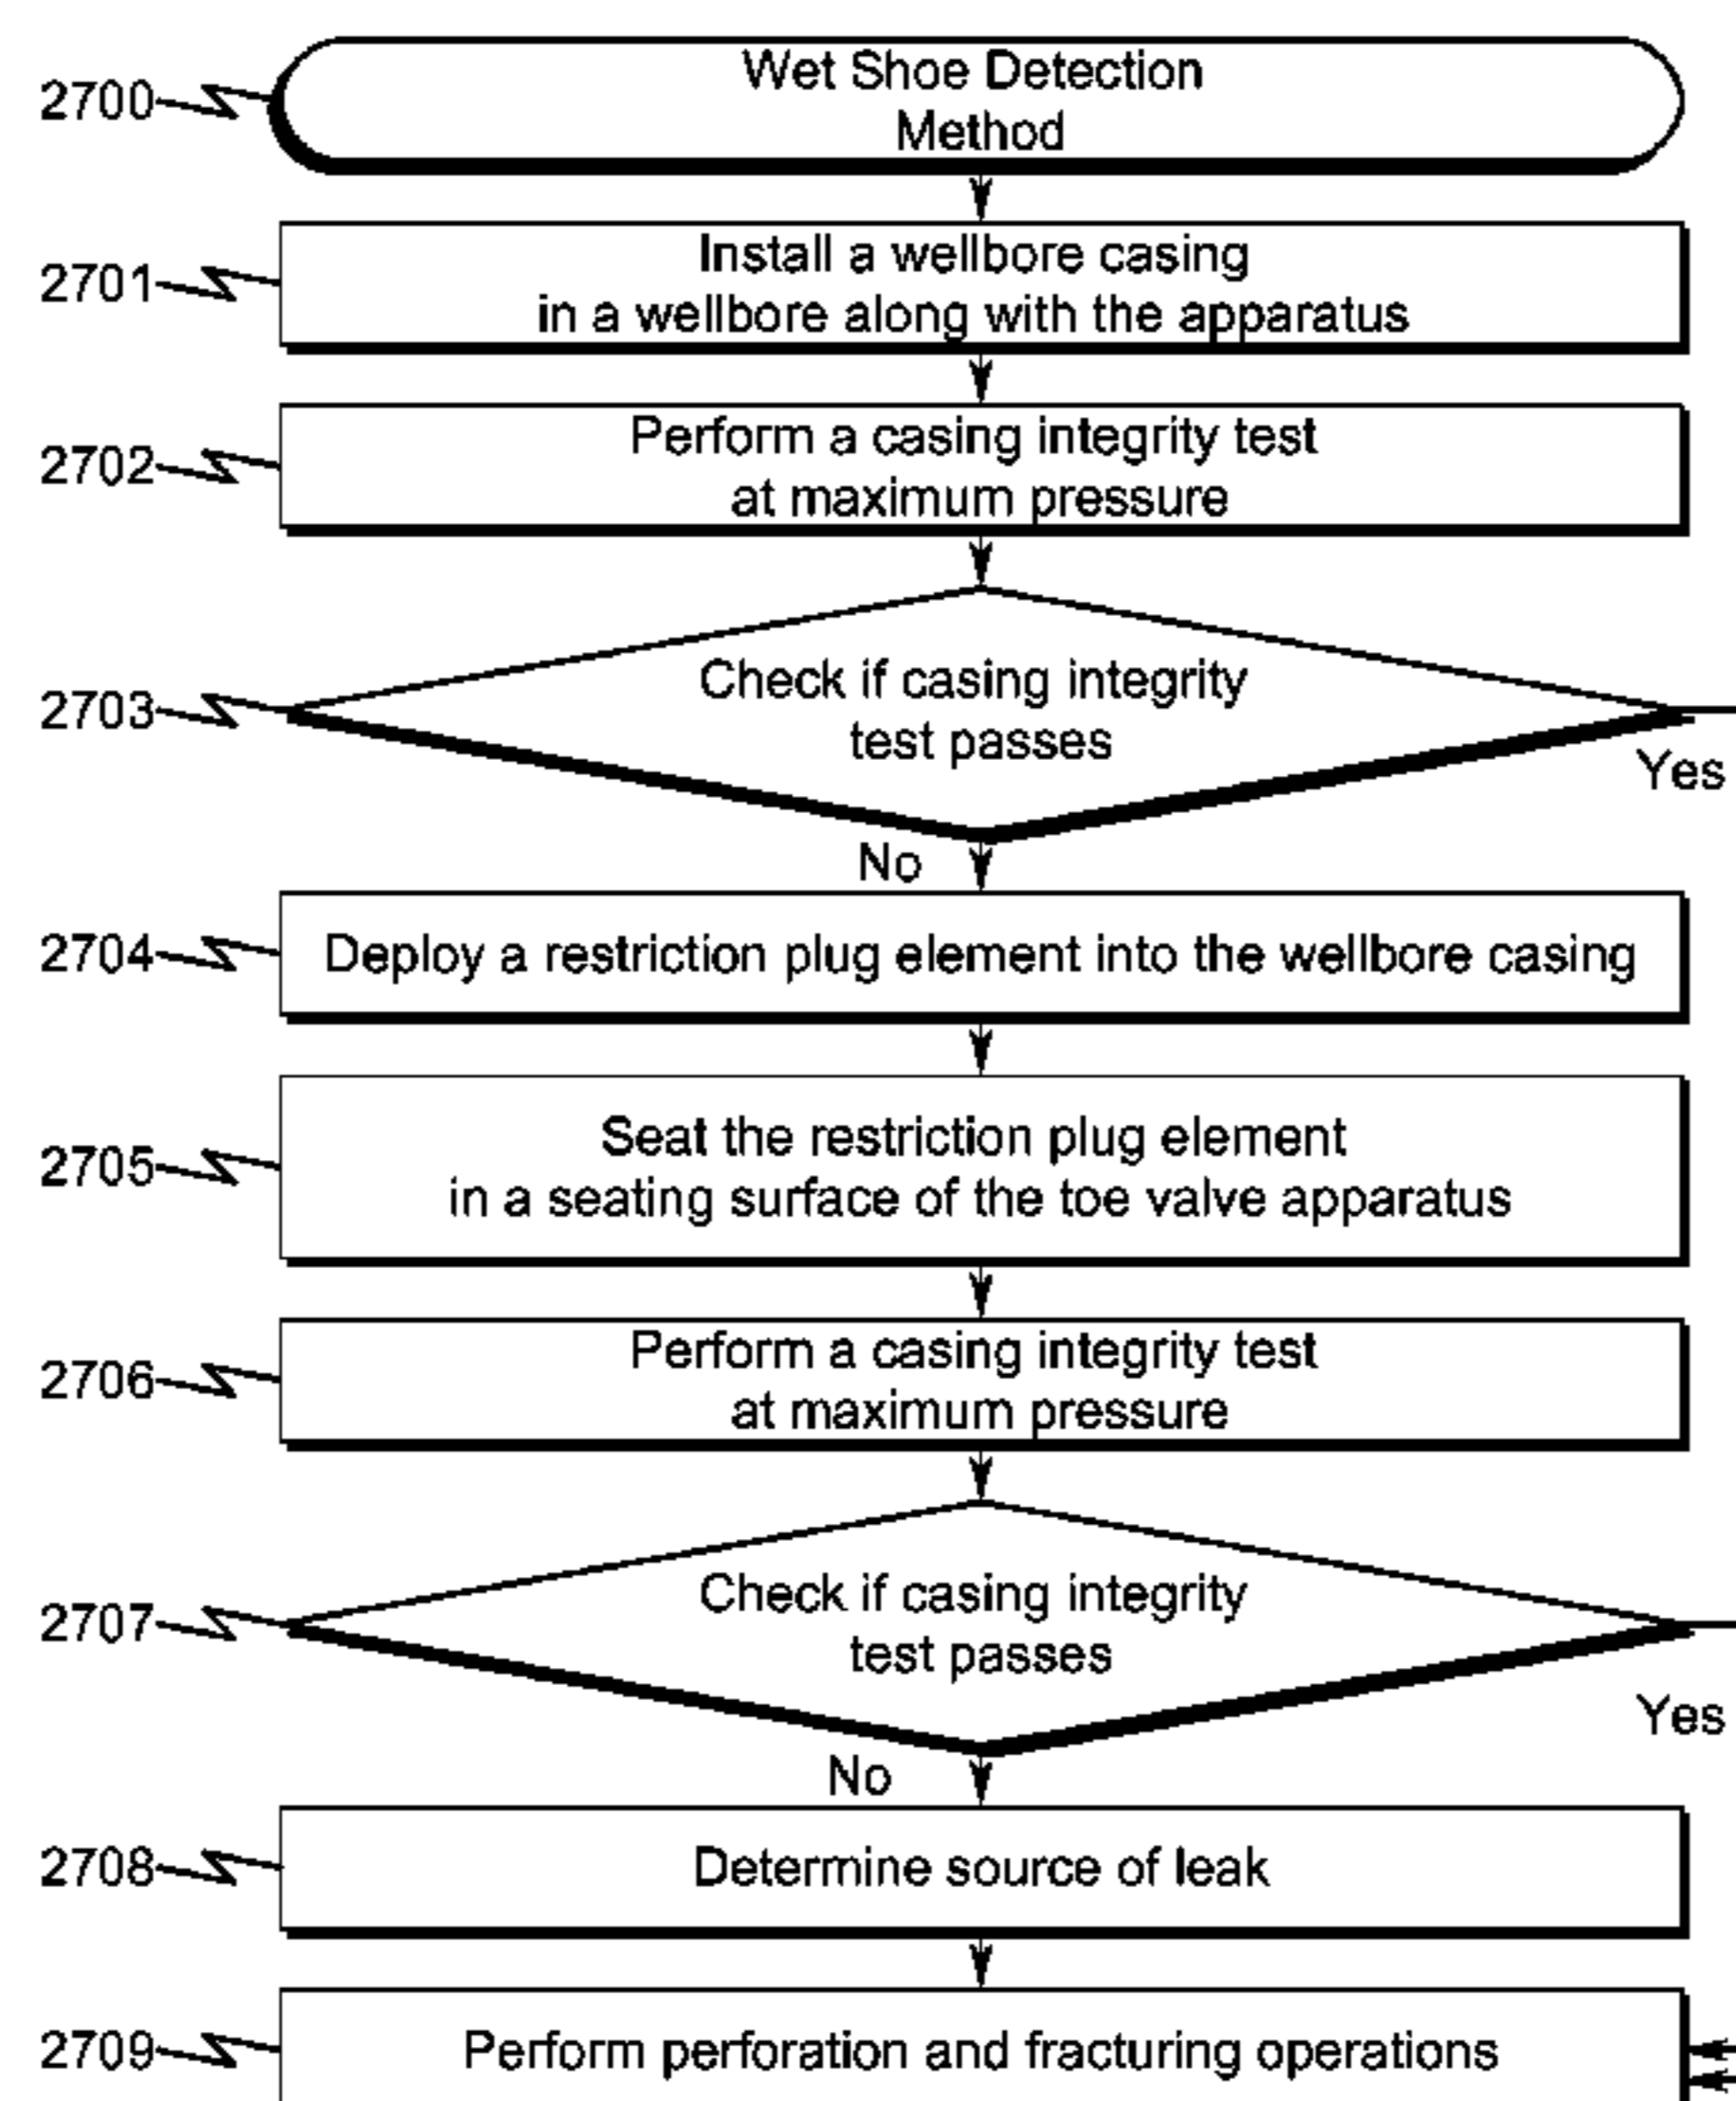 2700
Wet Shoe Detection
Method
2701
Install a wellbore casing
in a wellbore along with the apparatus
2702
Perform a casing integrity test
at maximum pressure
2703
Check if casing integrity
test passes
Yes
No
2704
Deploy a restriction plug element into the wellbore casing
2705
Seat the restriction plug element
in a seating surface of the toe valve apparatus
2706
Perform a casing integrity test
at maximum pressure
2707
Check if casing integrity
test passes
Yes
No
2708
Determine source of leak
2709
Perform perforation and fracturing operations